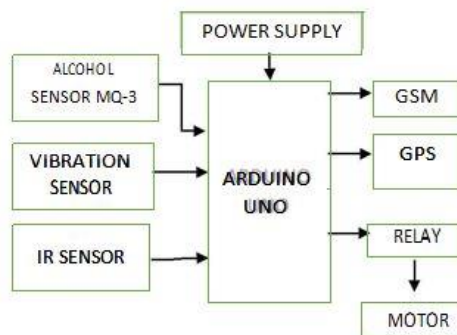 POWER SUPPLY
ALCOHOL
SENSOR MQ-3
VIBRATION
SENSOR
IR SENSOR
ARDUINO
UNO
GSM
GPS
RELAY
MOTOR